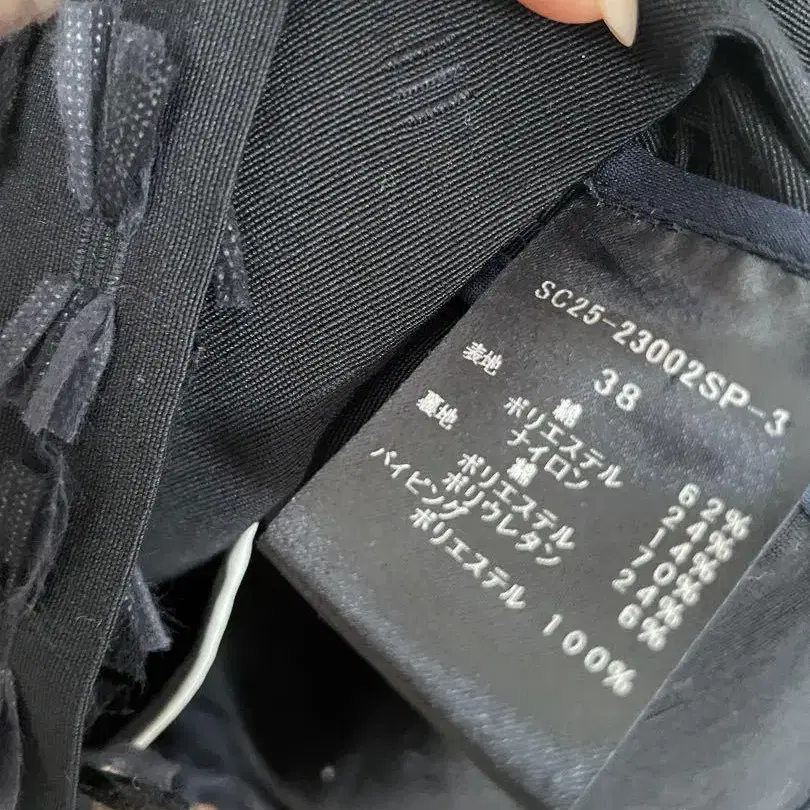 SC25-23002SP-3
38
表地 綿 62%
ポリエステル 24%
ナイロン 14%
裏地 綿 70%
ポリエステル 24%
ポリウレタン 6%
パイピング
ポリエステル 100%